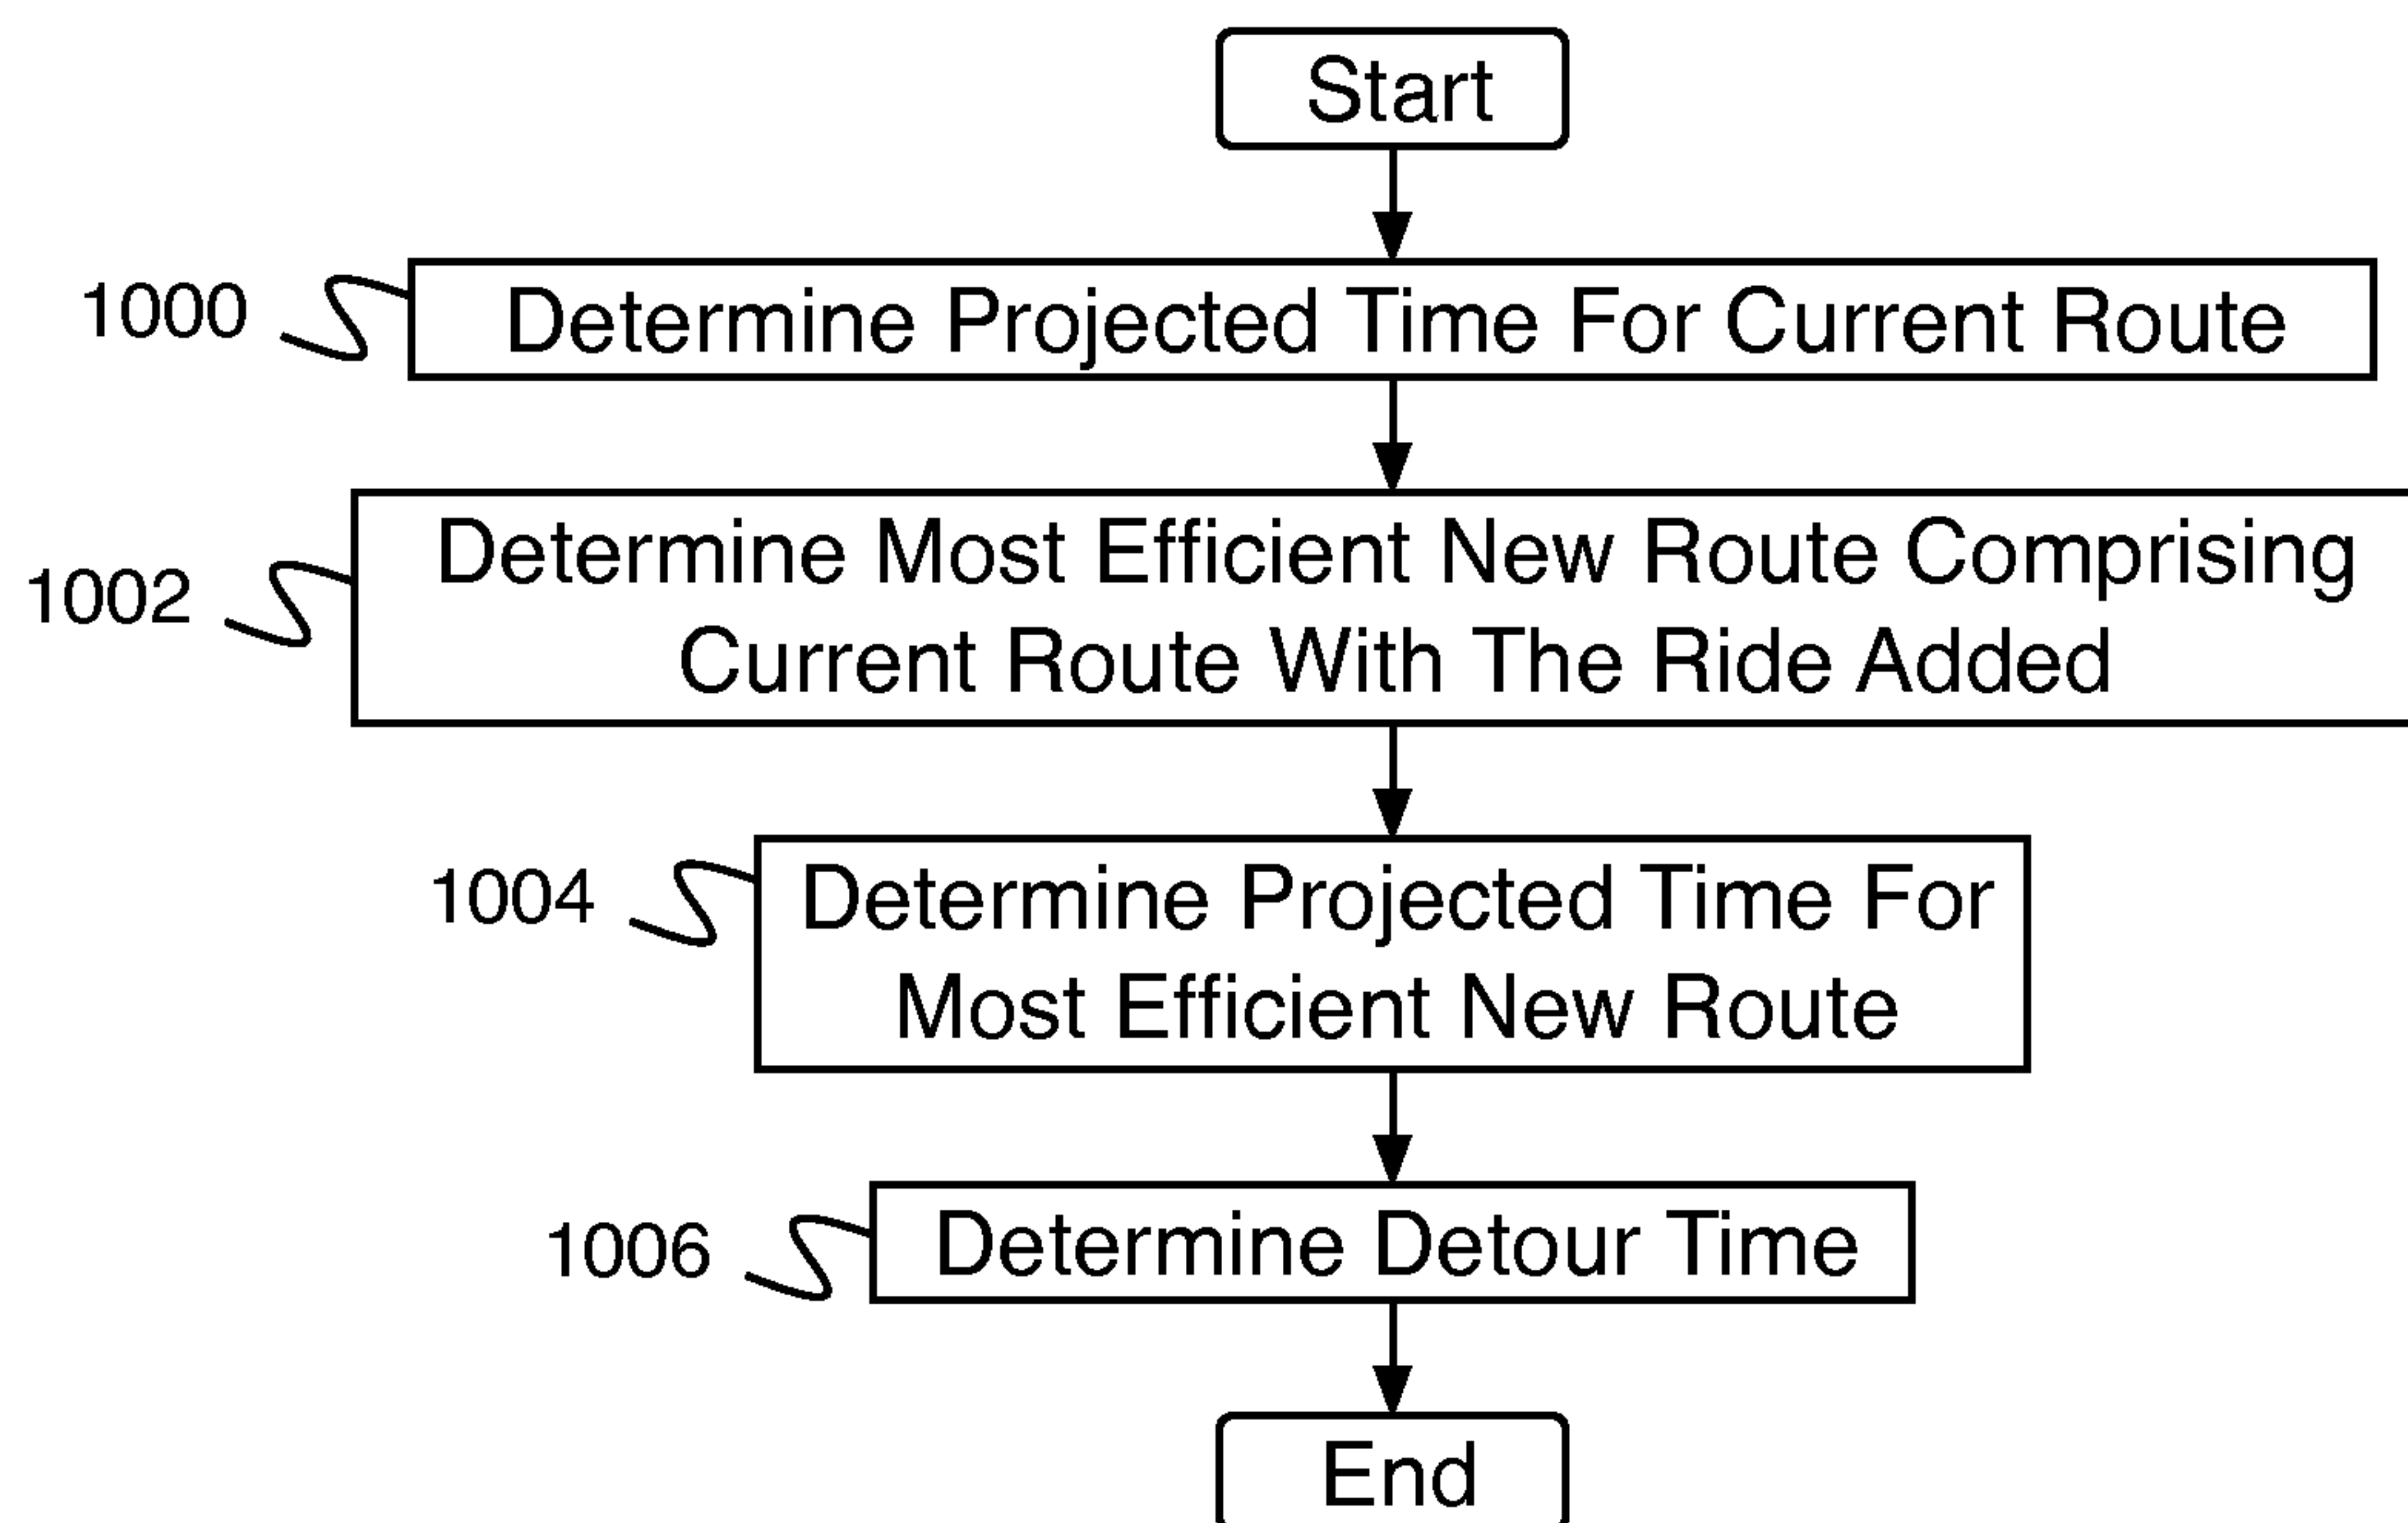 Start
1000
Determine Projected Time For Current Route
1002
Determine Most Efficient New Route Comprising
Current Route With The Ride Added
1004
Determine Projected Time For
Most Efficient New Route
1006
Determine Detour Time
End